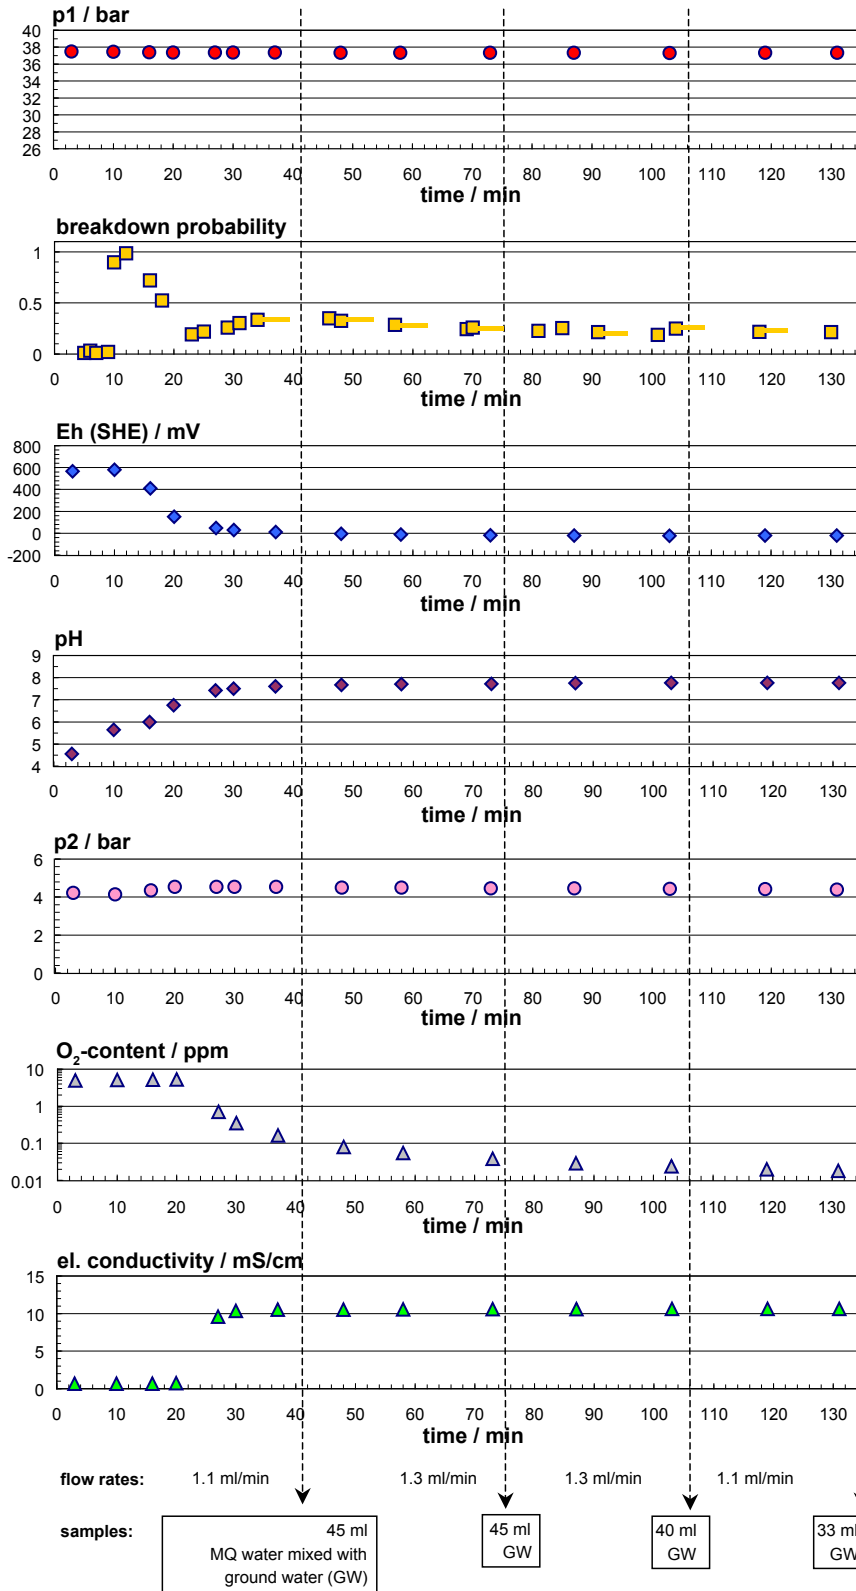 p1 / bar
40
38
36
34
32
30
28
26
0 10 20 30 40 50 60 70 80 90 100 110 120 130
time / min
breakdown probability
1
0.5
0
0 10 20 30 40 50 60 70 80 90 100 110 120 130
Eh (SHE) / mV
800
600
400
200
0
-200
0 10 20 30 40 50 60 70 80 90 100 110 120 130
time / min
pH
9
8
7
6
5
4
0 10 20 30 40 50 60 70 80 90 100 110 120 130
time / min
p2 / bar
6
4
2
0
0 10 20 30 40 50 60 70 80 90 100 110 120 130
time / min
O2-content / ppm
10
1
0.1
0.01
0 10 20 30 40 50 60 70 80 90 100 110 120 130
time / min
el. conductivity / mS/cm
15
10
5
0
0 10 20 30 40 50 60 70 80 90 100 110 120 130
time / min
flow rates: 1.1 ml/min 1.3 ml/min 1.3 ml/min 1.1 ml/min
samples: 45 ml 45 ml 40 ml 33 ml
MQ water mixed with GW GW GW
ground water (GW)